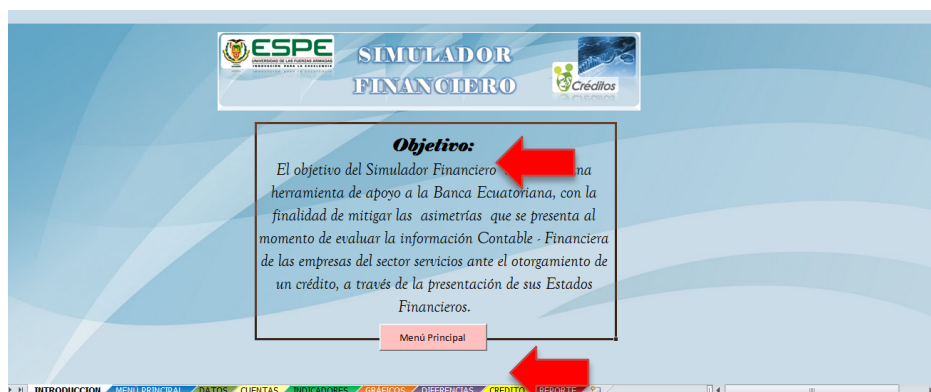 ESPE
UNIVERSIDAD DE LAS FUERZAS ARMADAS
INNOVACIÓN PARA LA EXCELENCIA
SIMULADOR
FINANCIERO
Créditos
Objetivo:
El objetivo del Simulador Financiero
herramienta de apoyo a la Banca Ecuatoriana, con la
finalidad de mitigar las asimetrías que se presenta al
momento de evaluar la información Contable - Financiera
de las empresas del sector servicios ante el otorgamiento de
un crédito, a través de la presentación de sus Estados
Financieros.
Menú Principal
INTRODUCCION MENU PRINCIPAL DATOS CUENTAS INDICADORES GRÁFICOS DIFERENCIAS CREDITO REPORTE